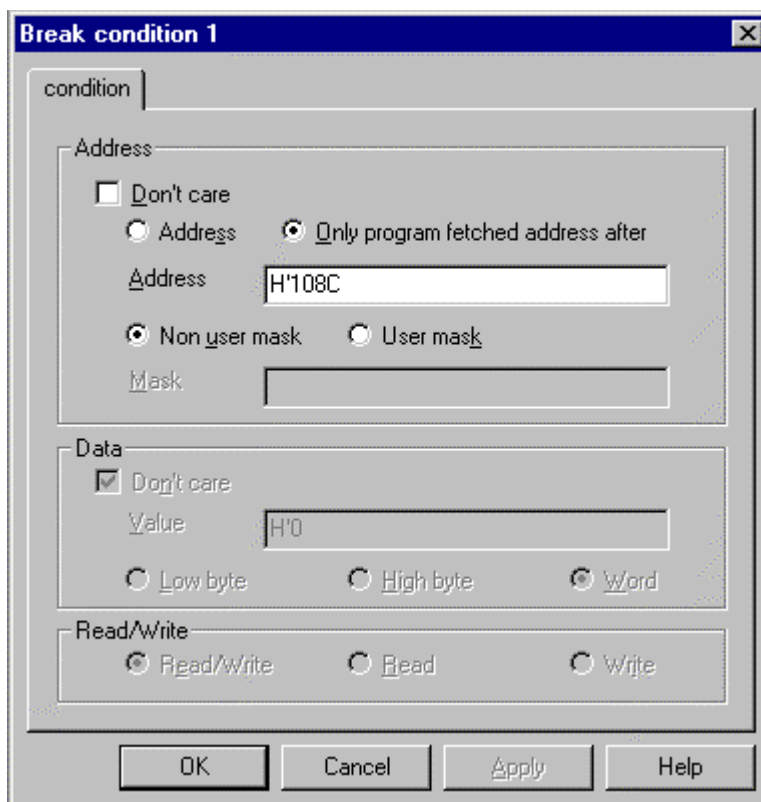 Break condition 1
condition
Address
Don't care
Address Only program fetched address after
Address H'108C
Non user mask User mask
Mask
Data
Don't care
Value H'0
Low byte High byte Word
Read/Write
Read/Write Read Write
OK Cancel Apply Help